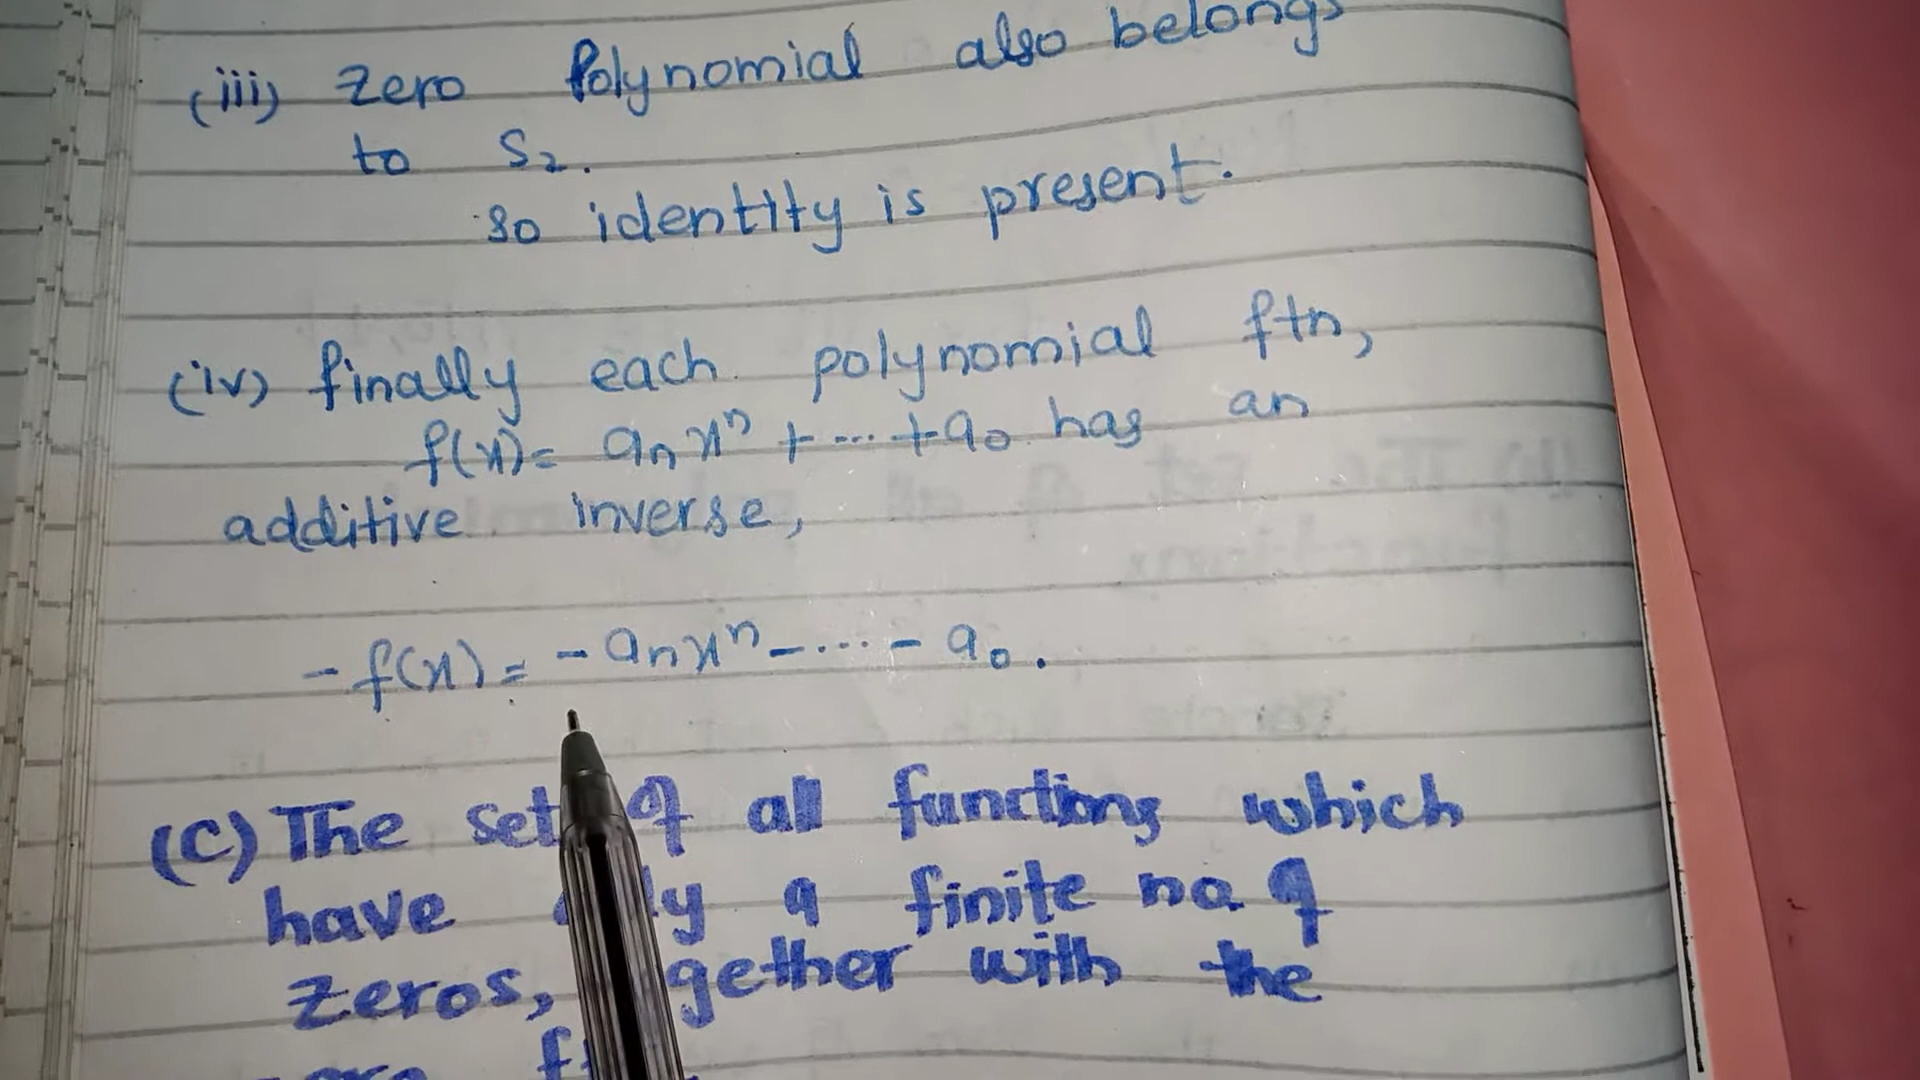 (iii) Zero Polynomial also belongs
to S₂.
so identity is present.
(iv) finally each polynomial ftn,
f(x)= aₙxⁿ + ... + a₀ has an
additive inverse,
- f(x) = - aₙxⁿ - .... - a₀.
(C) The set of all functions which
have a finite no. of
zeros, with the